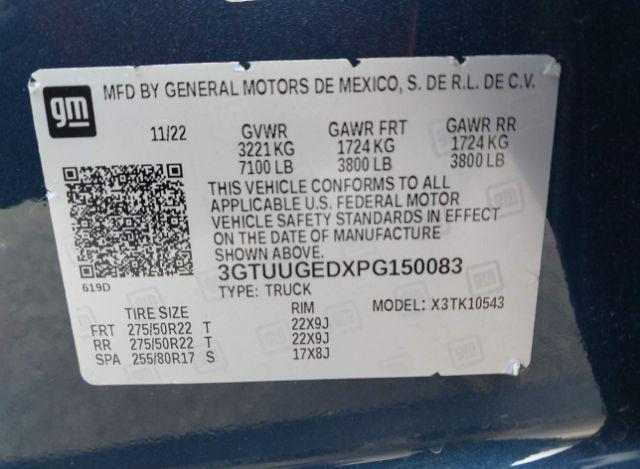 gm
MFD BY GENERAL MOTORS DE MEXICO, S. DE R.L. DE C.V.
11/22 GVWR GAWR FRT GAWR RR
3221 KG 1724 KG 1724 KG
7100 LB 3800 LB 3800 LB
THIS VEHICLE CONFORMS TO ALL
APPLICABLE U.S. FEDERAL MOTOR
VEHICLE SAFETY STANDARDS IN EFFECT
ON THE DATE OF MANUFACTURE
SHOWN ABOVE.
619D
3GTUUGEDXPG150083
TYPE: TRUCK MODEL: X3TK10543
TIRE SIZE RIM
FRT 275/50R22 T 22X9J
RR 275/50R22 T 22X9J
SPA 255/80R17 S 17X8J